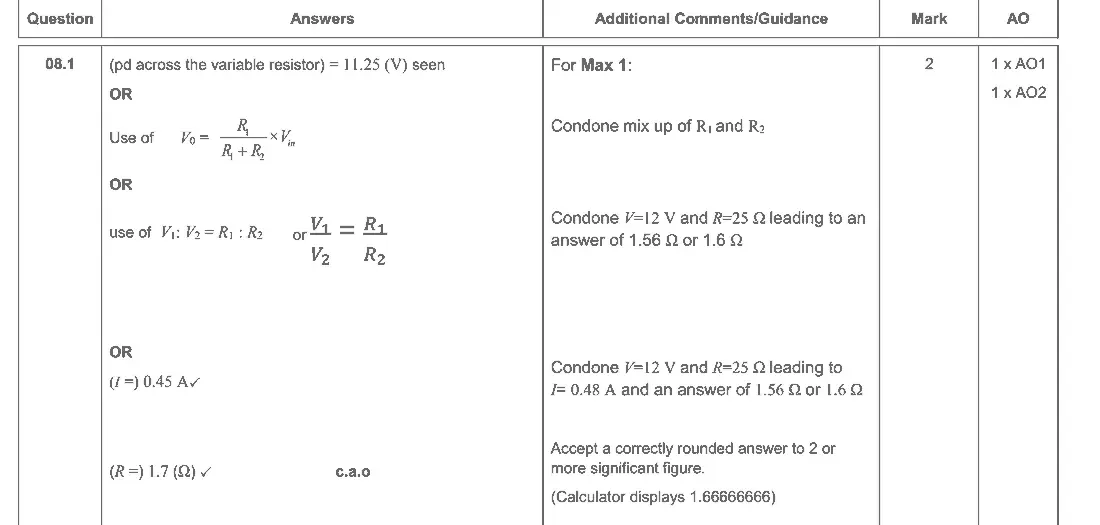 Question Answers Additional Comments/Guidance Mark AO
08.1 (pd across the variable resistor) = 11.25 (V) seen For Max 1: 2 1 x AO1
OR 1 x AO2
Use of V₀ = R₁ / (R₁ + R₂) × Vᵢₙ Condone mix up of R₁ and R₂
OR
use of V₁: V₂ = R₁ : R₂ or V₁/V₂ = R₁/R₂ Condone V=12 V and R=25 Ω leading to an
answer of 1.56 Ω or 1.6 Ω
OR
(I =) 0.45 A✓ Condone V=12 V and R=25 Ω leading to
I= 0.48 A and an answer of 1.56 Ω or 1.6 Ω
Accept a correctly rounded answer to 2 or
(R =) 1.7 (Ω) ✓ c.a.o more significant figure.
(Calculator displays 1.66666666)